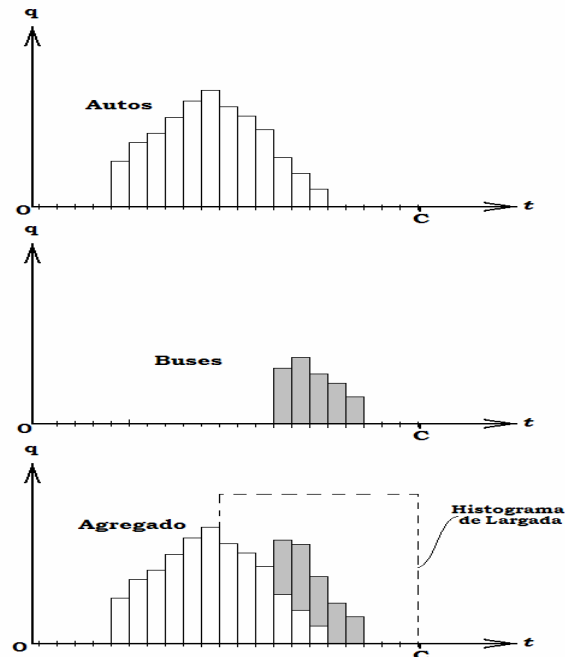 q
Autos
O
C
t
q
Buses
O
C
t
q
Agregado
Histograma
de Largada
O
C
t